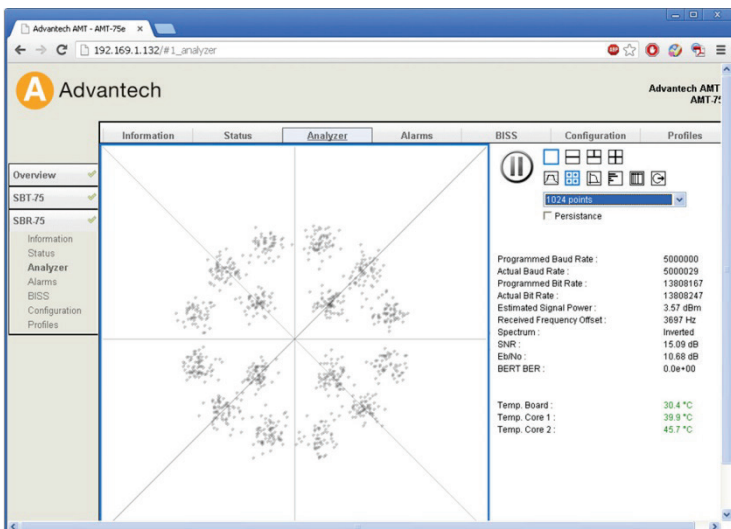 Advantech AMT - AMT-75e
192.169.1.132/#1_analyzer
Advantech
Advantech AMT
AMT-75
Information Status Analyzer Alarms BISS Configuration Profiles
Overview
SBT-75
SBR-75
Information
Status
Analyzer
Alarms
BISS
Configuration
Profiles
1024 points
Persistance
Programmed Baud Rate : 5000000
Actual Baud Rate : 5000029
Programmed Bit Rate : 13808167
Actual Bit Rate : 13808247
Estimated Signal Power : 3.57 dBm
Received Frequency Offset : 3697 Hz
Spectrum : Inverted
SNR : 15.09 dB
Eb/No : 10.68 dB
BERT BER : 0.0e+00
Temp. Board : 30.4 °C
Temp. Core 1 : 39.9 °C
Temp. Core 2 : 45.7 °C